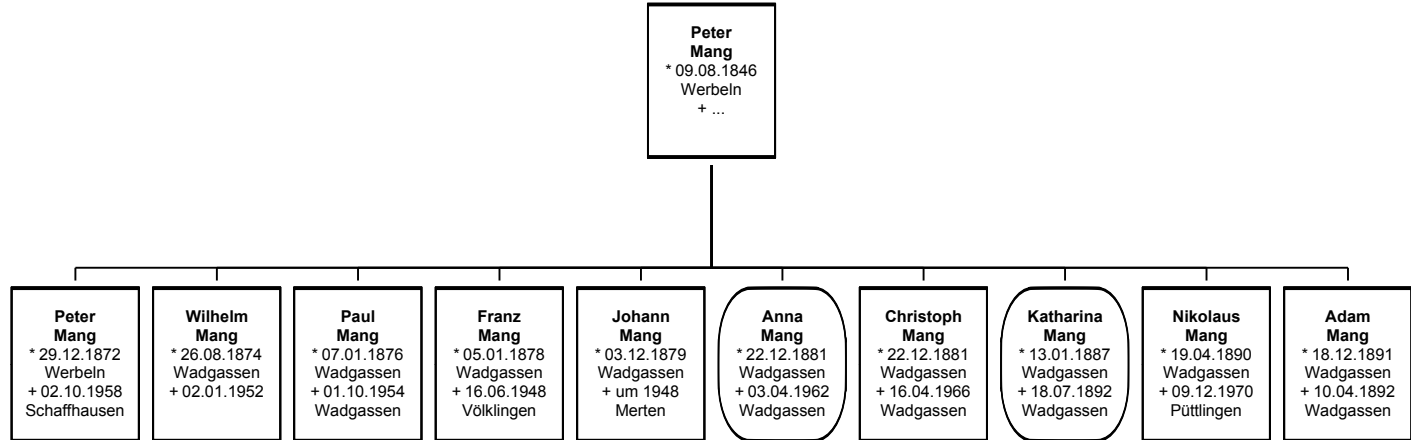 Peter
Mang
* 09.08.1846
Werbeln
+ ...
Peter
Mang
* 29.12.1872
Werbeln
+ 02.10.1958
Schaffhausen
Wilhelm
Mang
* 26.08.1874
Wadgassen
+ 02.01.1952
Paul
Mang
* 07.01.1876
Wadgassen
+ 01.10.1954
Wadgassen
Franz
Mang
* 05.01.1878
Wadgassen
+ 16.06.1948
Völklingen
Johann
Mang
* 03.12.1879
Wadgassen
+ um 1948
Merten
Anna
Mang
* 22.12.1881
Wadgassen
+ 03.04.1962
Wadgassen
Christoph
Mang
* 22.12.1881
Wadgassen
+ 16.04.1966
Wadgassen
Katharina
Mang
* 13.01.1887
Wadgassen
+ 18.07.1892
Wadgassen
Nikolaus
Mang
* 19.04.1890
Wadgassen
+ 09.12.1970
Püttlingen
Adam
Mang
* 18.12.1891
Wadgassen
+ 10.04.1892
Wadgassen